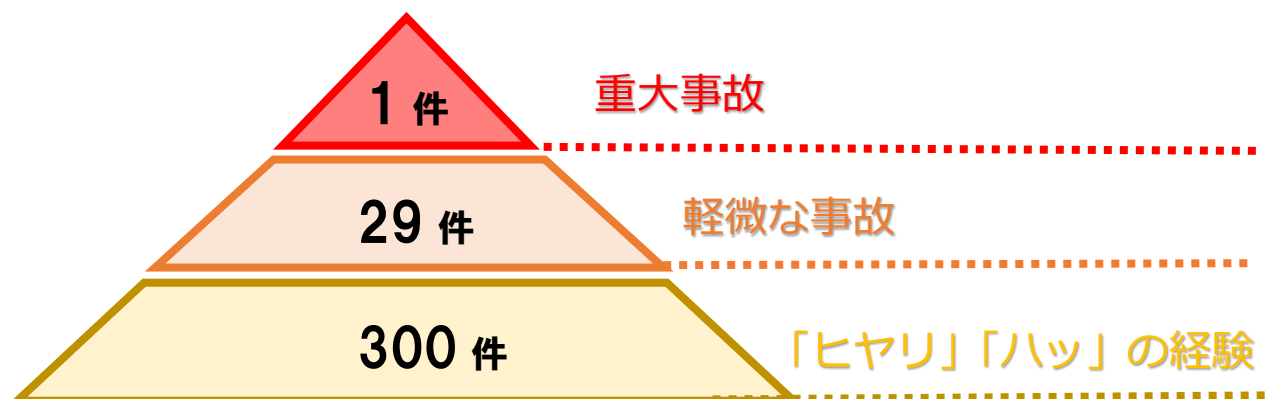 1 件
重大事故
29 件
軽微な事故
300 件
「ヒヤリ」「ハッ」の経験